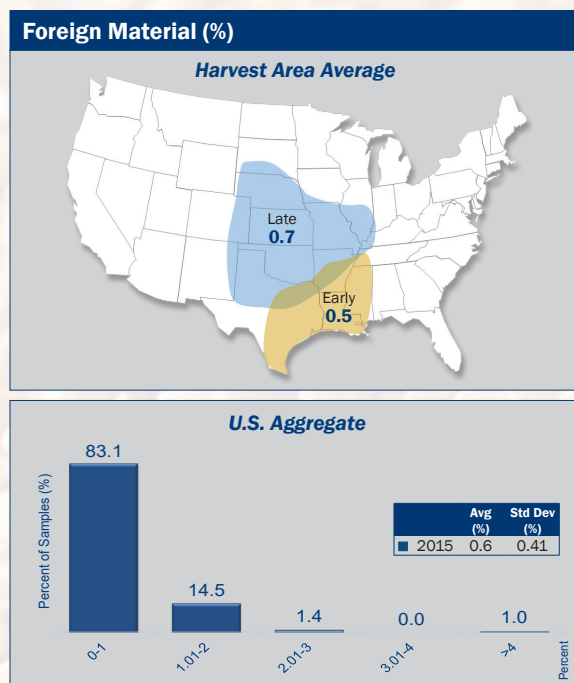 Foreign Material (%)
Harvest Area Average
Late
0.7
Early
0.5
U.S. Aggregate
Percent of Samples (%)
83.1
14.5
1.4
0.0
1.0
Avg Std Dev
(%) (%)
2015 0.6 0.41
0-1
1.01-2
2.01-3
3.01-4
>4
Percent